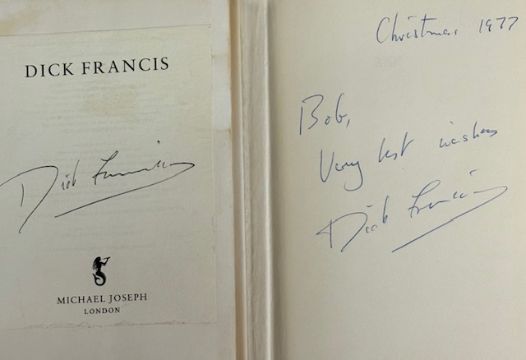 DICK FRANCIS
Dick Francis
MICHAEL JOSEPH
LONDON
Christmas 1977
Bob,
Very best wishes
Dick Francis